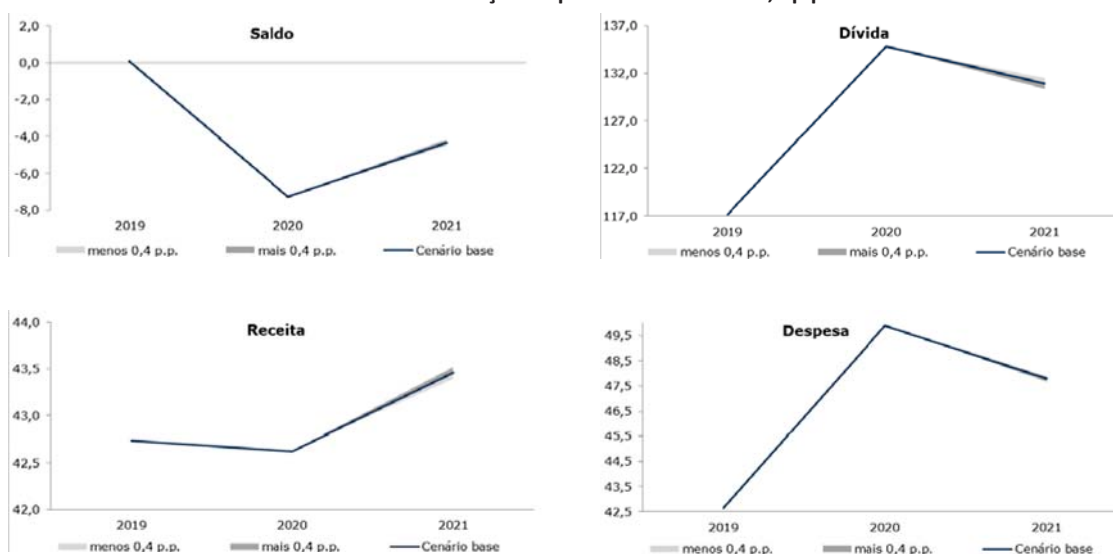 Saldo
2,0
0,0
-2,0
-4,0
-6,0
-8,0
2019 2020 2021
menos 0,4 p.p. mais 0,4 p.p. Cenário base
Dívida
137,0
132,0
127,0
122,0
117,0
2019 2020 2021
menos 0,4 p.p. mais 0,4 p.p. Cenário base
Receita
44,0
43,5
43,0
42,5
42,0
2019 2020 2021
menos 0,4 p.p. mais 0,4 p.p. Cenário base
Despesa
49,5
48,5
47,5
46,5
45,5
44,5
43,5
42,5
2019 2020 2021
menos 0,4 p.p. mais 0,4 p.p. Cenário base